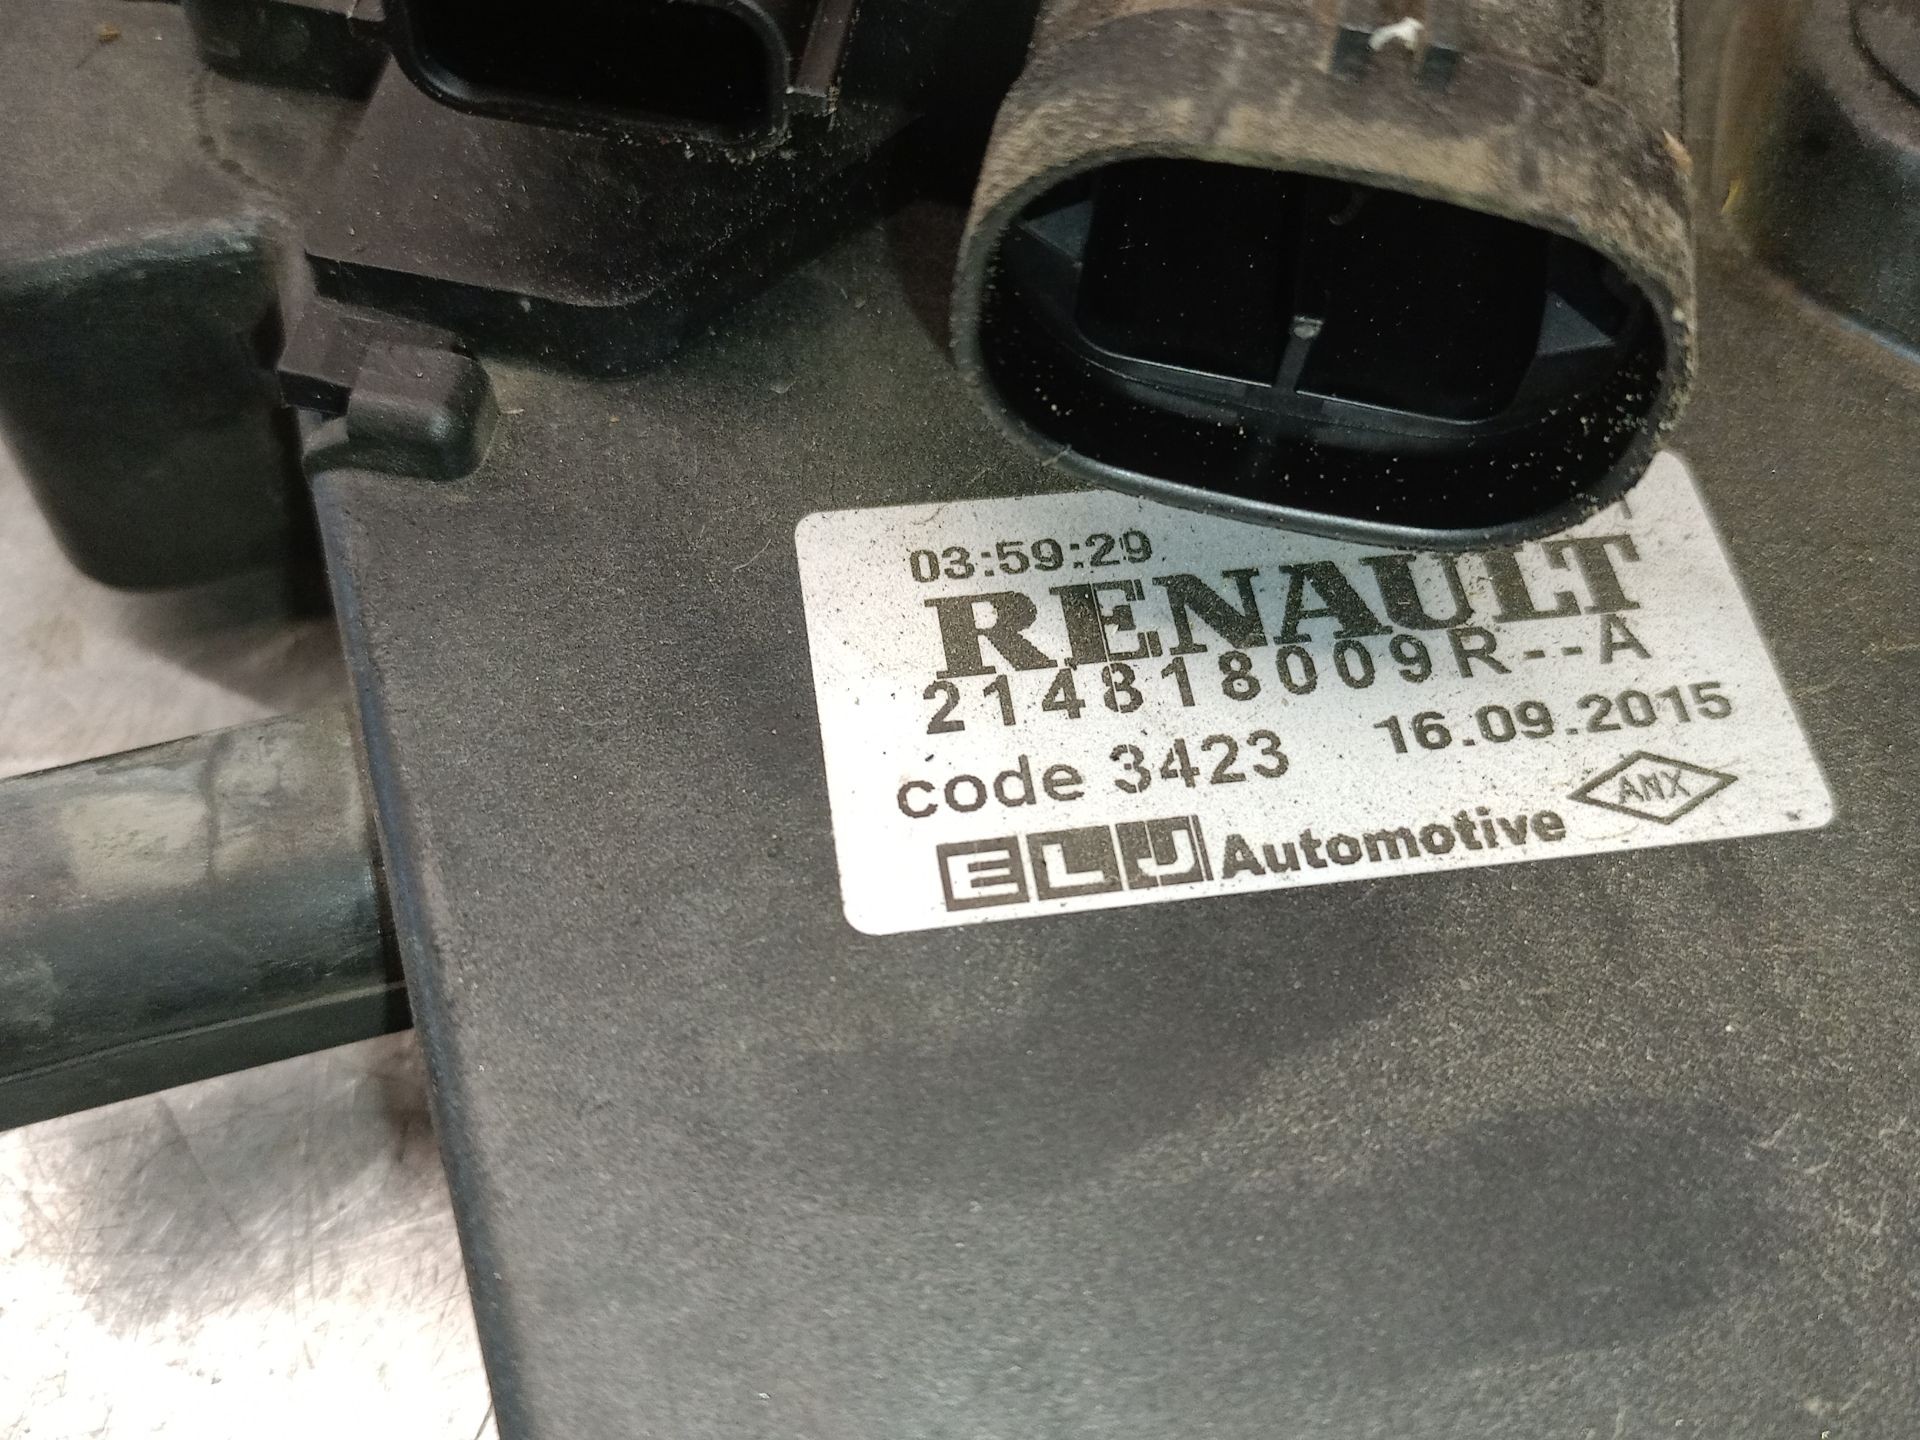 03:59:29
RENAULT
214818009R--A
code 3423 16.09.2015
ELJ Automotive ANX